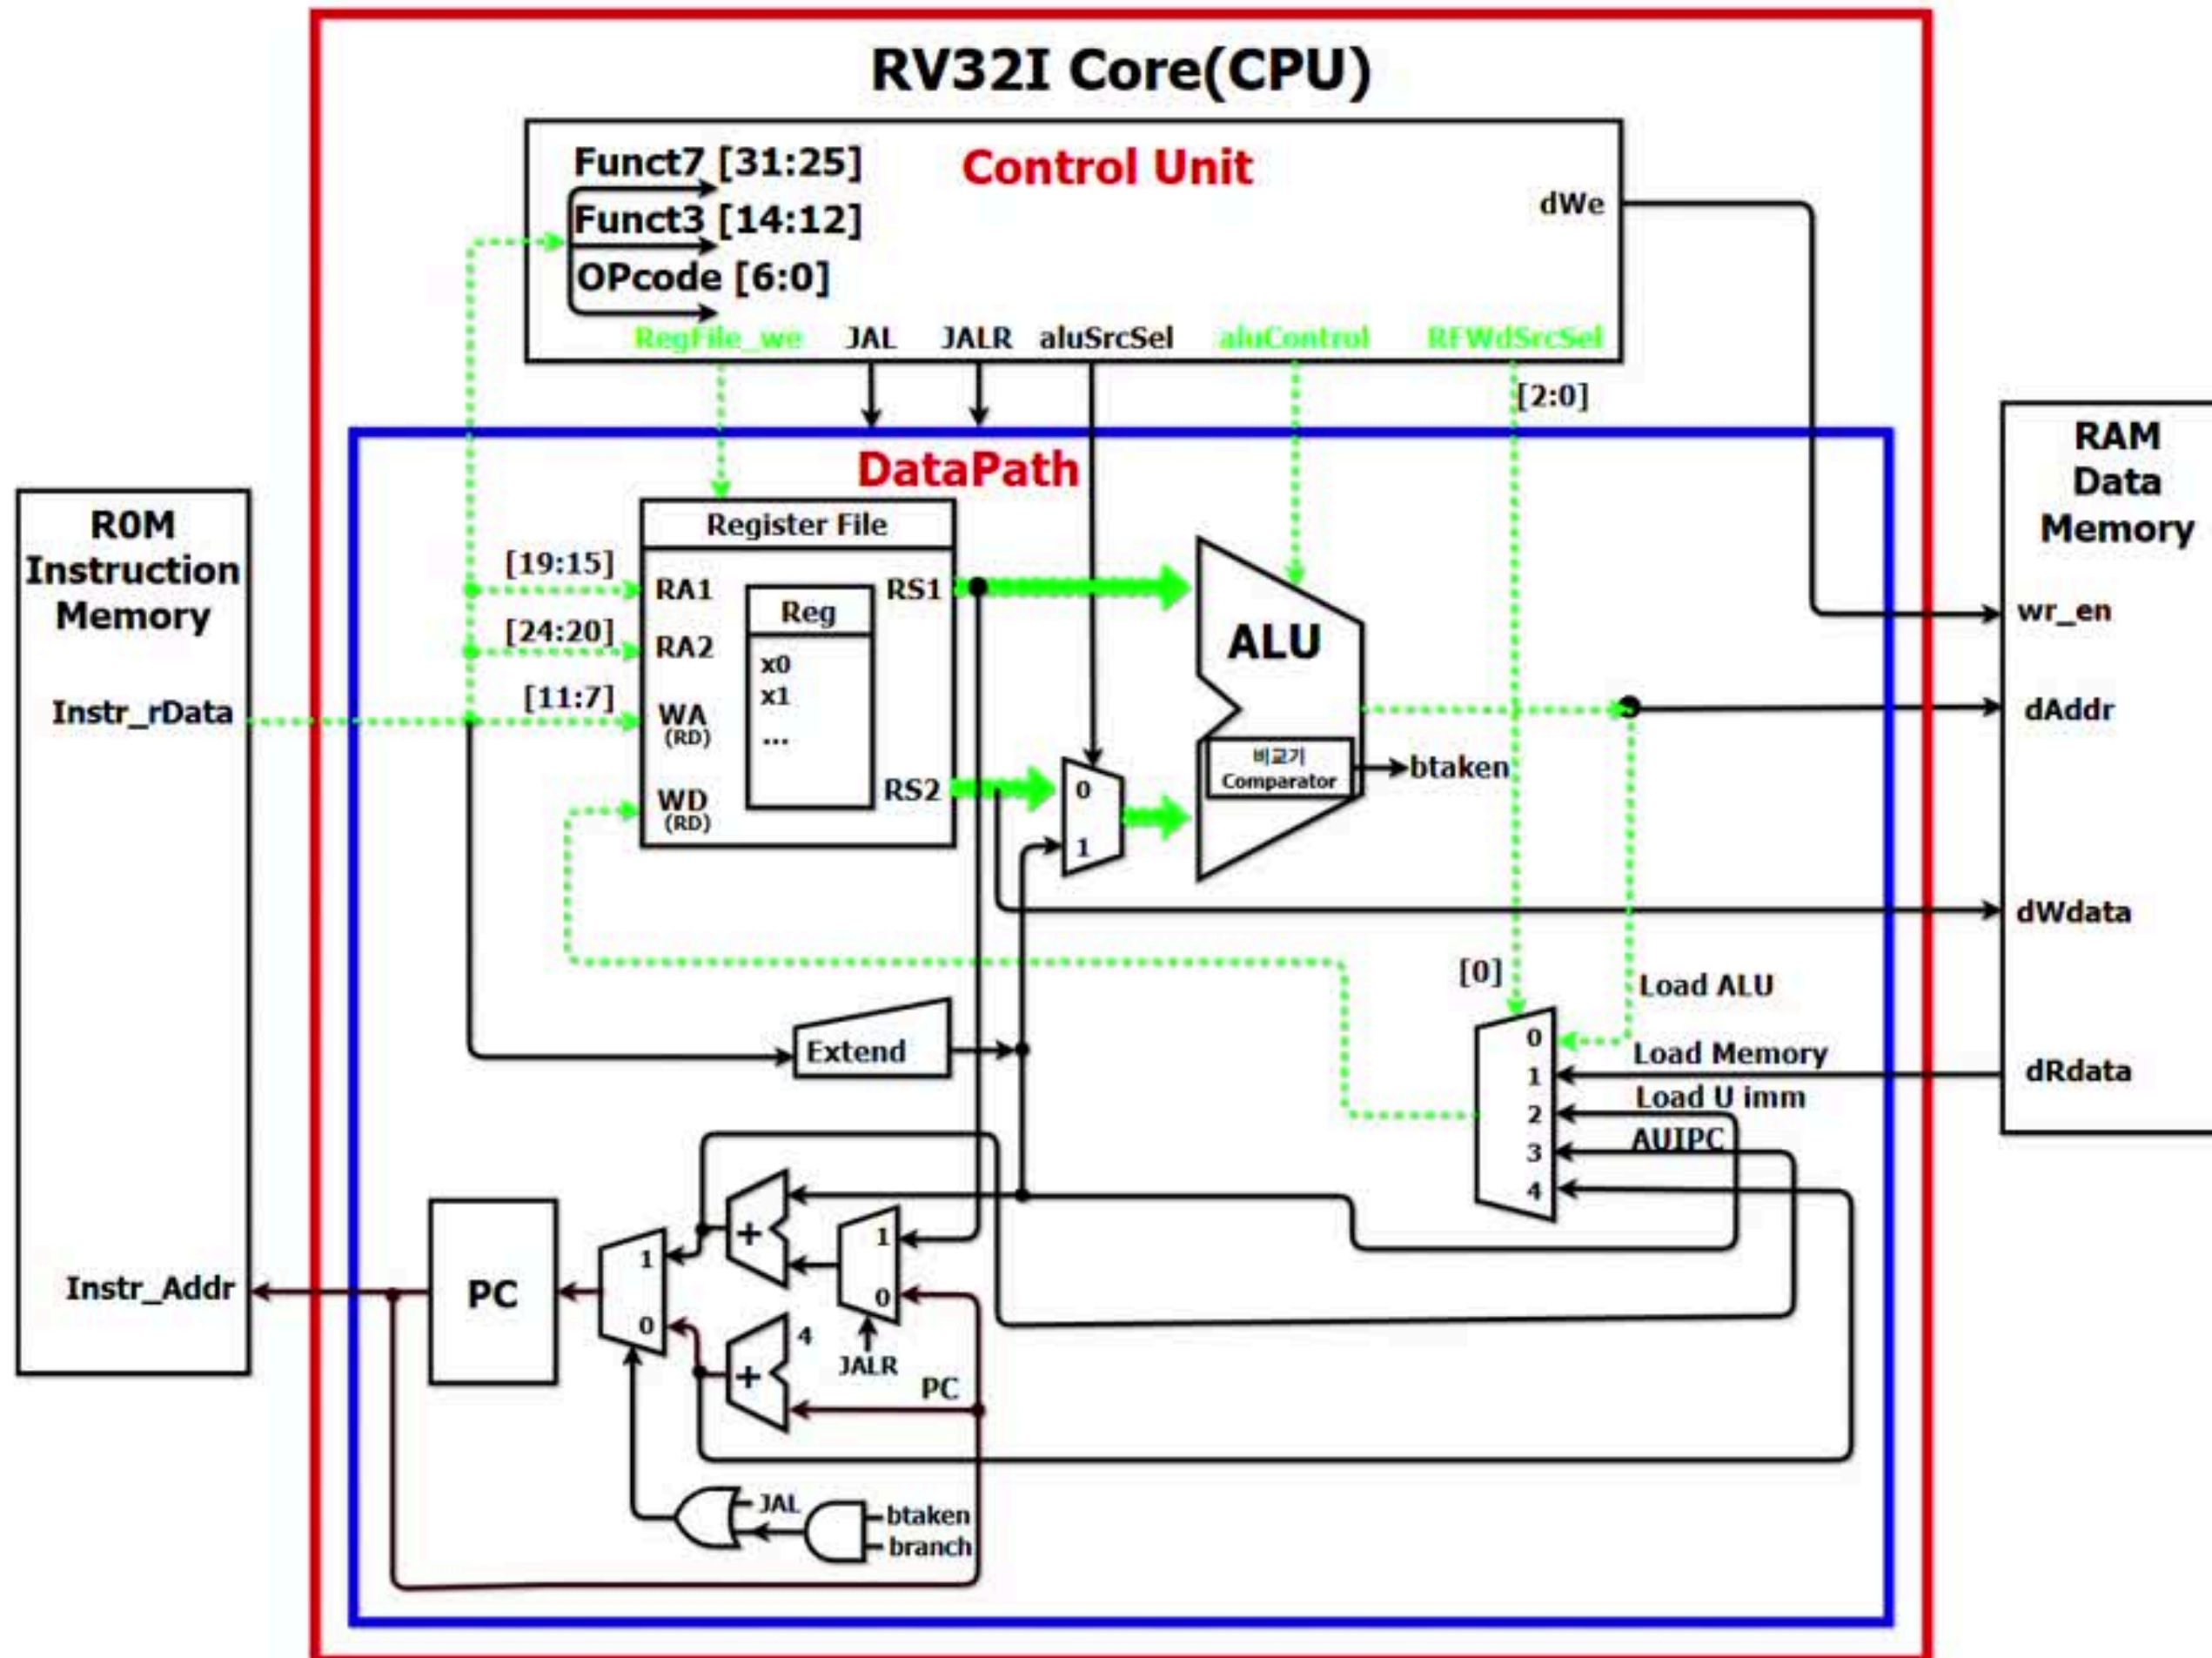 RV32I Core(CPU)
Control Unit
Funct7 [31:25]
Funct3 [14:12]
OPcode [6:0]
dWe
RegFile_we
JAL
JALR
aluSrcSel
aluControl
RFWdSrcSel
[2:0]
DataPath
R0M
Instruction
Memory
Instr_rData
Instr_Addr
Register File
[19:15]
RA1
[24:20]
RA2
[11:7]
WA
(RD)
WD
(RD)
Reg
x0
x1
...
RS1
RS2
0
1
ALU
비교기
Comparator
btaken
RAM
Data
Memory
wr_en
dAddr
dWdata
dRdata
[0]
Load ALU
Load Memory
Load U imm
AUIPC
0
1
2
3
4
Extend
PC
1
0
+
+
4
1
0
JALR
PC
JAL
btaken
branch